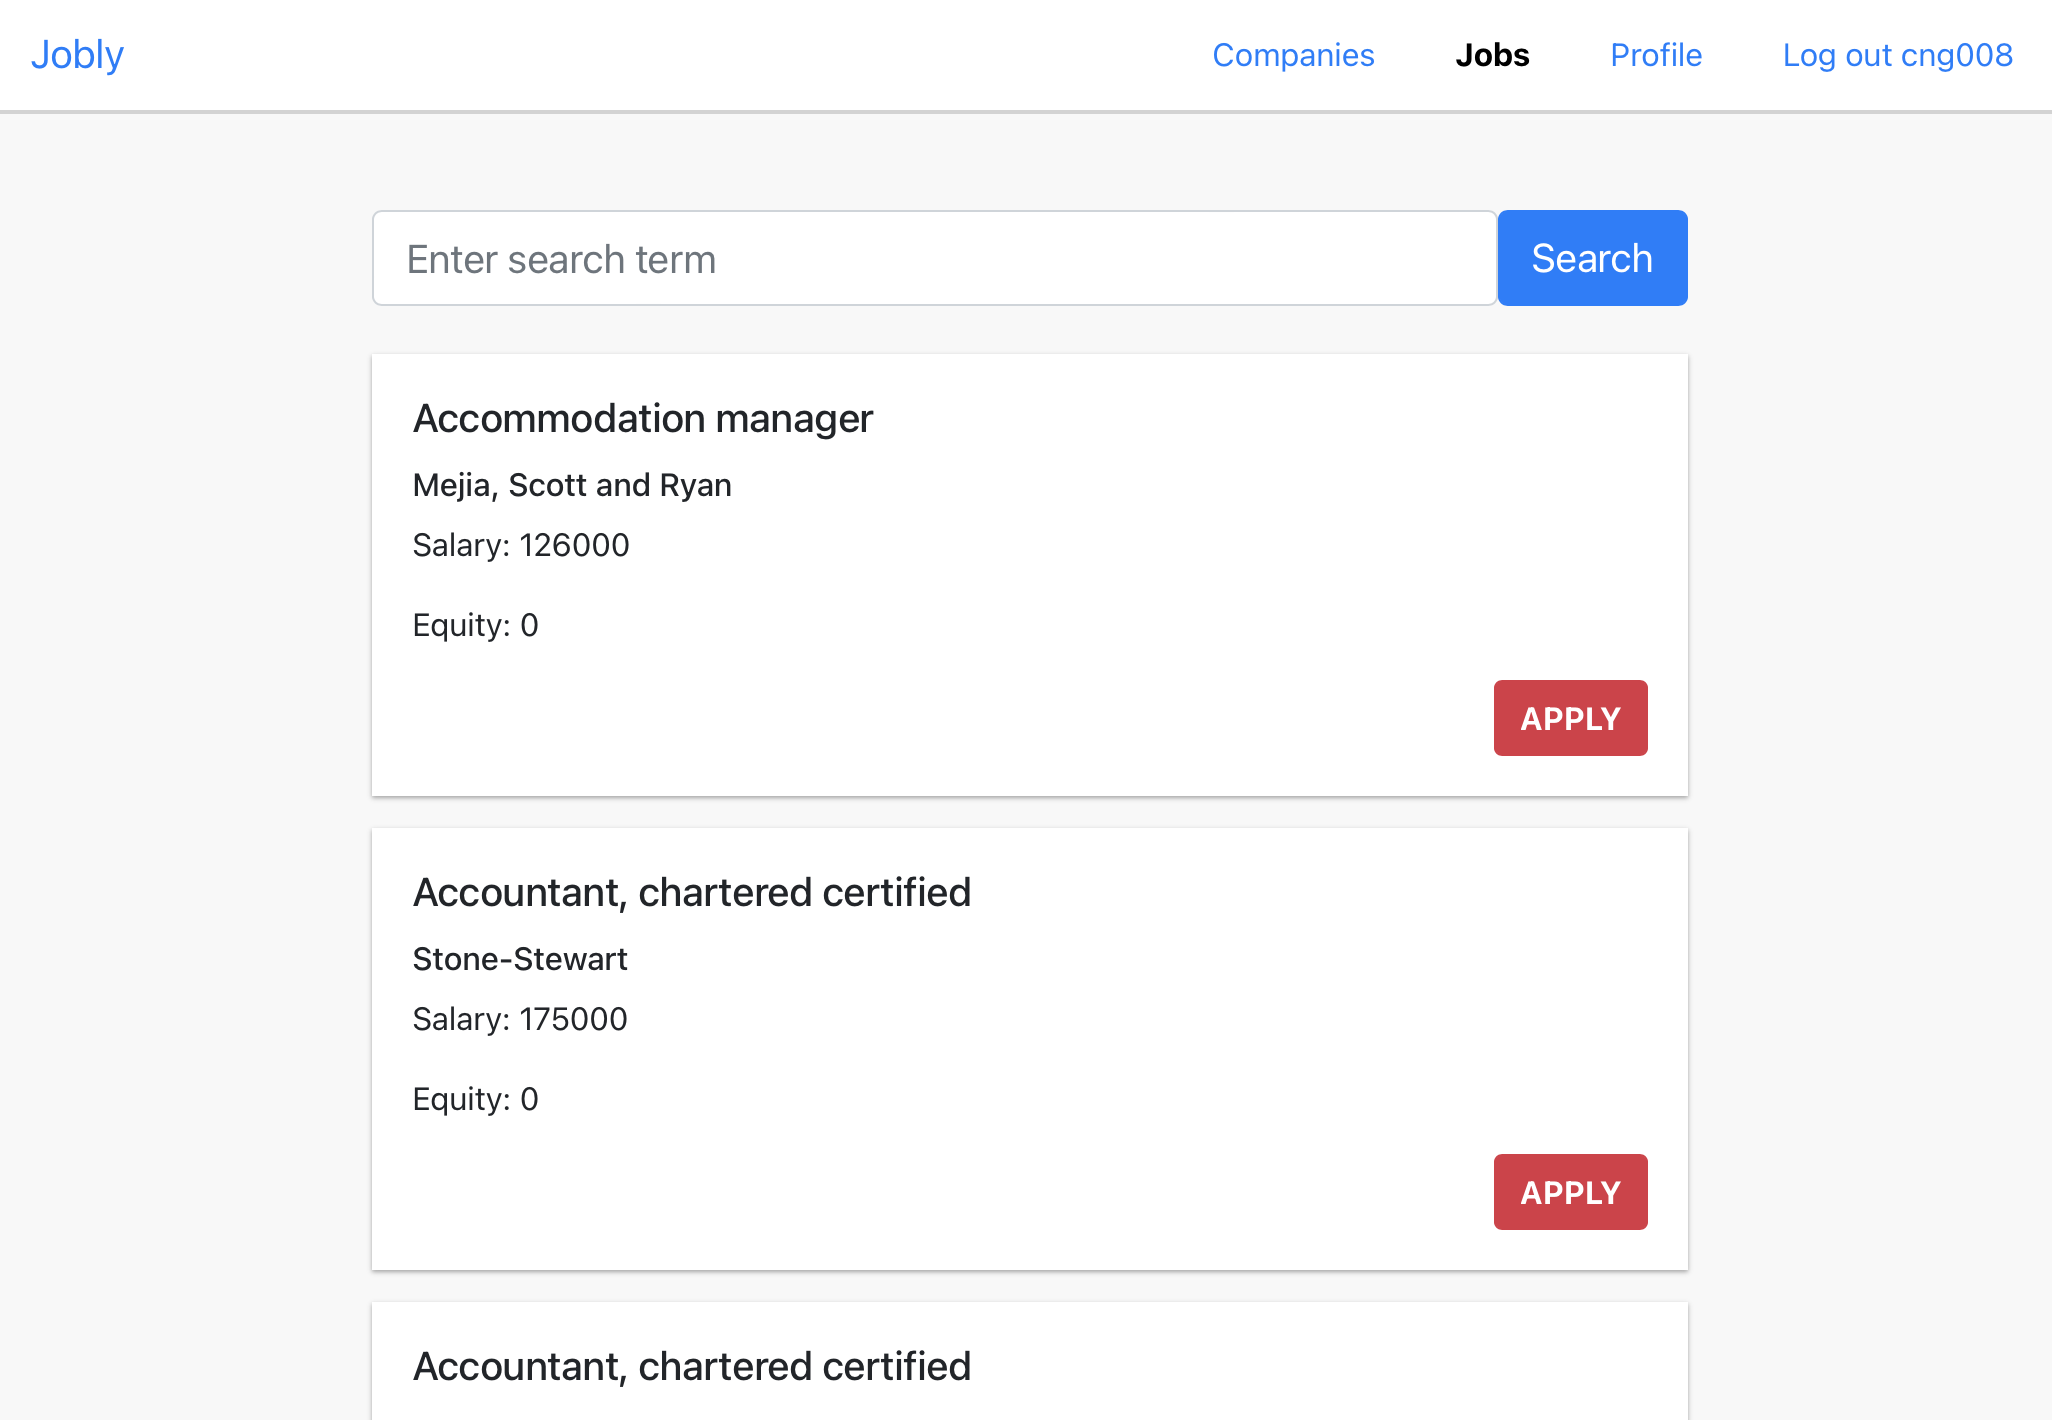 Jobly
Companies Jobs Profile Log out cng008
Enter search term Search
Accommodation manager
Mejia, Scott and Ryan
Salary: 126000
Equity: 0
APPLY
Accountant, chartered certified
Stone-Stewart
Salary: 175000
Equity: 0
APPLY
Accountant, chartered certified